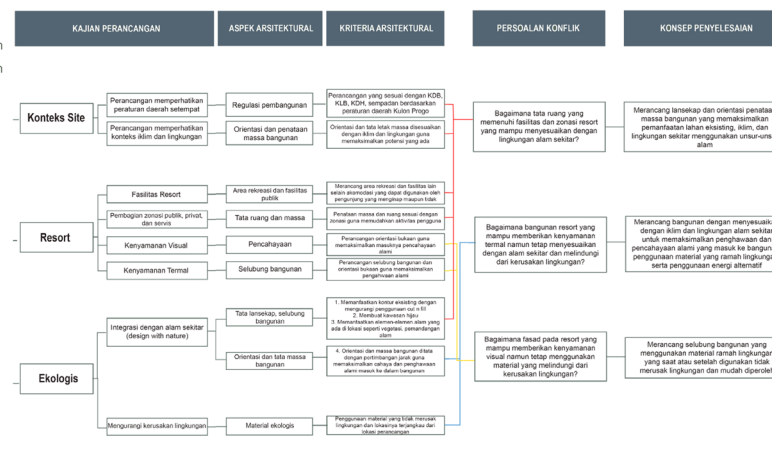 KAJIAN PERANCANGAN
ASPEK ARSITEKTURAL
KRITERIA ARSITEKTURAL
PERSOALAN KONFLIK
KONSEP PENYELESAIAN
n
n
Konteks Site
Perancangan memperhatikan
peraturan daerah setempat
Regulasi pembangunan
Perancangan yang sesuai dengan KDB,
KLB, KDH, sempadan berdasarkan
peraturan daerah Kulon Progo
Perancangan memperhatikan
konteks iklim dan lingkungan
Orientasi dan penataan
massa bangunan
Orientasi dan tata letak massa disesuaikan
dengan iklim dan lingkungan guna
memaksimalkan potensi yang ada
Bagaimana tata ruang yang
memenuhi fasilitas dan zonasi resort
yang mampu menyesuaikan dengan
lingkungan alam sekitar?
Merancang lansekap dan orientasi penataa
massa bangunan yang memaksimalkan
pemanfaatan lahan eksisting, iklim, dan
lingkungan sekitar menggunakan unsur-uns
alam
Resort
Fasilitas Resort
Area rekreasi dan fasilitas
publik
Merancang area rekreasi dan fasilitas lain
selain akomodasi yang dapat digunakan oleh
pengunjung yang menginap maupun tidak
Pembagian zonasi publik, privat,
dan servis
Tata ruang dan massa
Penataan massa dan ruang sesuai dengan
zonasi guna memudahkan aktivitas pengguna
Kenyamanan Visual
Pencahayaan
Perancangan orientasi bukaan guna
memaksimalkan masuknya pencahayaan
alami
Kenyamanan Termal
Selubung bangunan
Perancangan selubung bangunan dan
orientasi bukaan guna memaksimalkan
pengahvaan alami
Bagaimana bangunan resort yang
mampu memberikan kenyamanan
termal namun tetap menyesuaikan
dengan alam sekitar dan melindungi
dari kerusakan lingkungan?
Merancang bangunan dengan menyesuaik
dengan iklim dan lingkungan alam sekita
untuk memaksimalkan penghawaan dan
pencahayaan alami yang masuk ke bangun
penggunaan material yang ramah lingkunga
serta penggunaan energi alternatif
Ekologis
Integrasi dengan alam sekitar
(design with nature)
Tata lansekap, selubung
bangunan
1. Memanfaatkan kontur eksisting dengan
mengurangi penggunaan cut n fill
2. Membuat kawasan hijau
3. Memanfaatkan elemen-elemen alam yang
ada di lokasi seperti vegetasi, pemandangan
alam
Orientasi dan tata massa
bangunan
4. Orientasi dan massa bangunan ditata
dengan pertimbangan jarak guna
memaksimalkan cahaya dan penghawaan
alami masuk ke dalam bangunan
Mengurangi kerusakan lingkungan
Material ekologis
Penggunaan material yang tidak merusak
lingkungan dan lokasinya terjangkau dari
lokasi perancangan
Bagaimana fasad pada resort yang
mampu memberikan kenyamanan
visual namun tetap menggunakan
material yang melindungi dari
kerusakan lingkungan?
Merancang selubung bangunan yang
menggunakan material ramah lingkungan
yang saat atau setelah digunakan tidak
merusak lingkungan dan mudah diperoleh